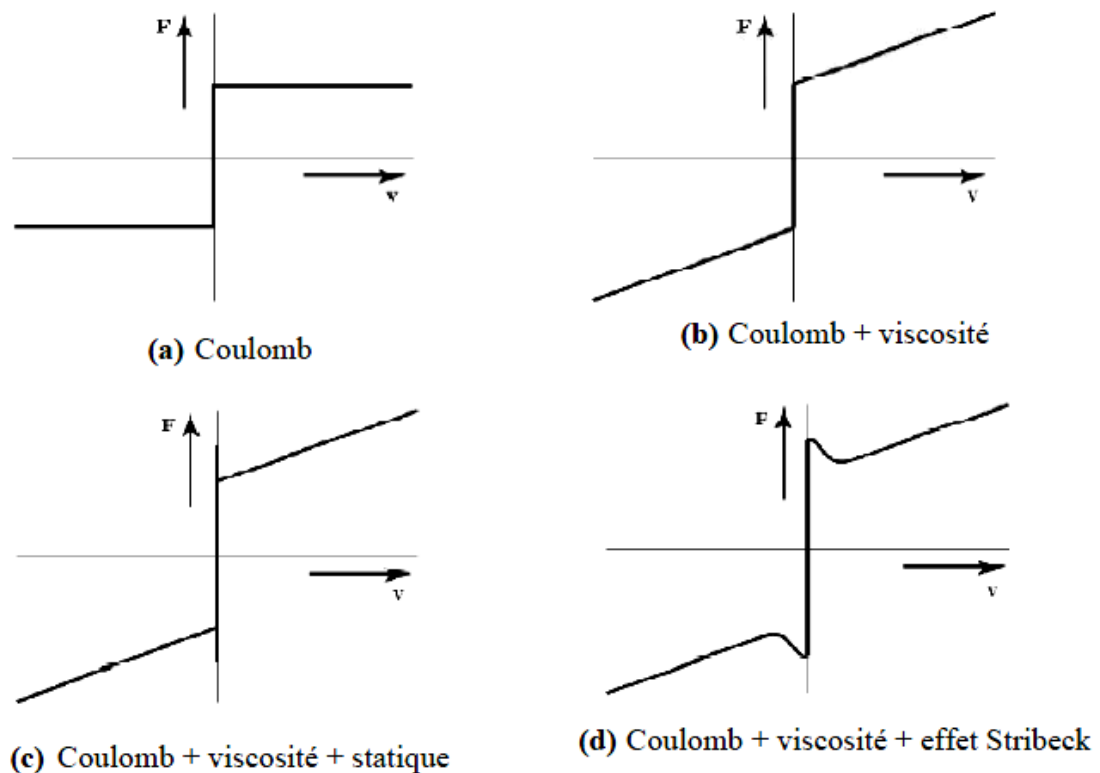 F
v
(a) Coulomb
F
v
(b) Coulomb + viscosité
F
v
(c) Coulomb + viscosité + statique
F
v
(d) Coulomb + viscosité + effet Stribeck